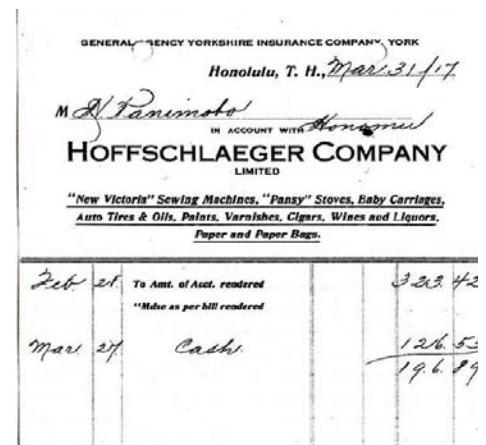 GENERAL AGENCY YORKSHIRE INSURANCE COMPANY, YORK
Honolulu, T. H., Mar 31/17
M N Tanimoto
IN ACCOUNT WITH Honomu
HOFFSCHLAEGER COMPANY
LIMITED
"New Victoria" Sewing Machines, "Pansy" Stoves, Baby Carriages,
Auto Tires & Oils, Paints, Varnishes, Cigars, Wines and Liquors,
Paper and Paper Bags.
Feb 28 To Amt. of Acct. rendered 323.42
"Mdse as per bill rendered
Mar 27 Cash 126.53
196.89